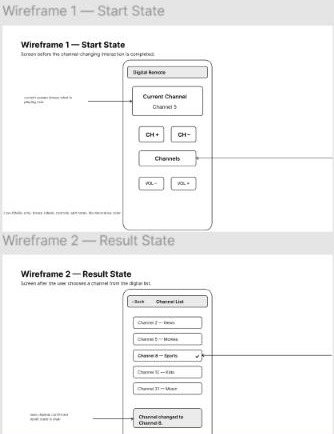 Wireframe 1 — Start State
Wireframe 1 — Start State
Screen before the channel-changing interaction is completed.
Digital Remote
Current Channel
Channel 5
CH +
CH −
Channels
VOL −
VOL +
Wireframe 2 — Result State
Wireframe 2 — Result State
Screen after the user chooses a channel from the digital list.
‹ Back
Channel List
Channel 2 — News
Channel 5 — Movies
Channel 8 — Sports ✓
Channel 12 — Kids
Channel 21 — Music
Channel changed to
Channel 8.